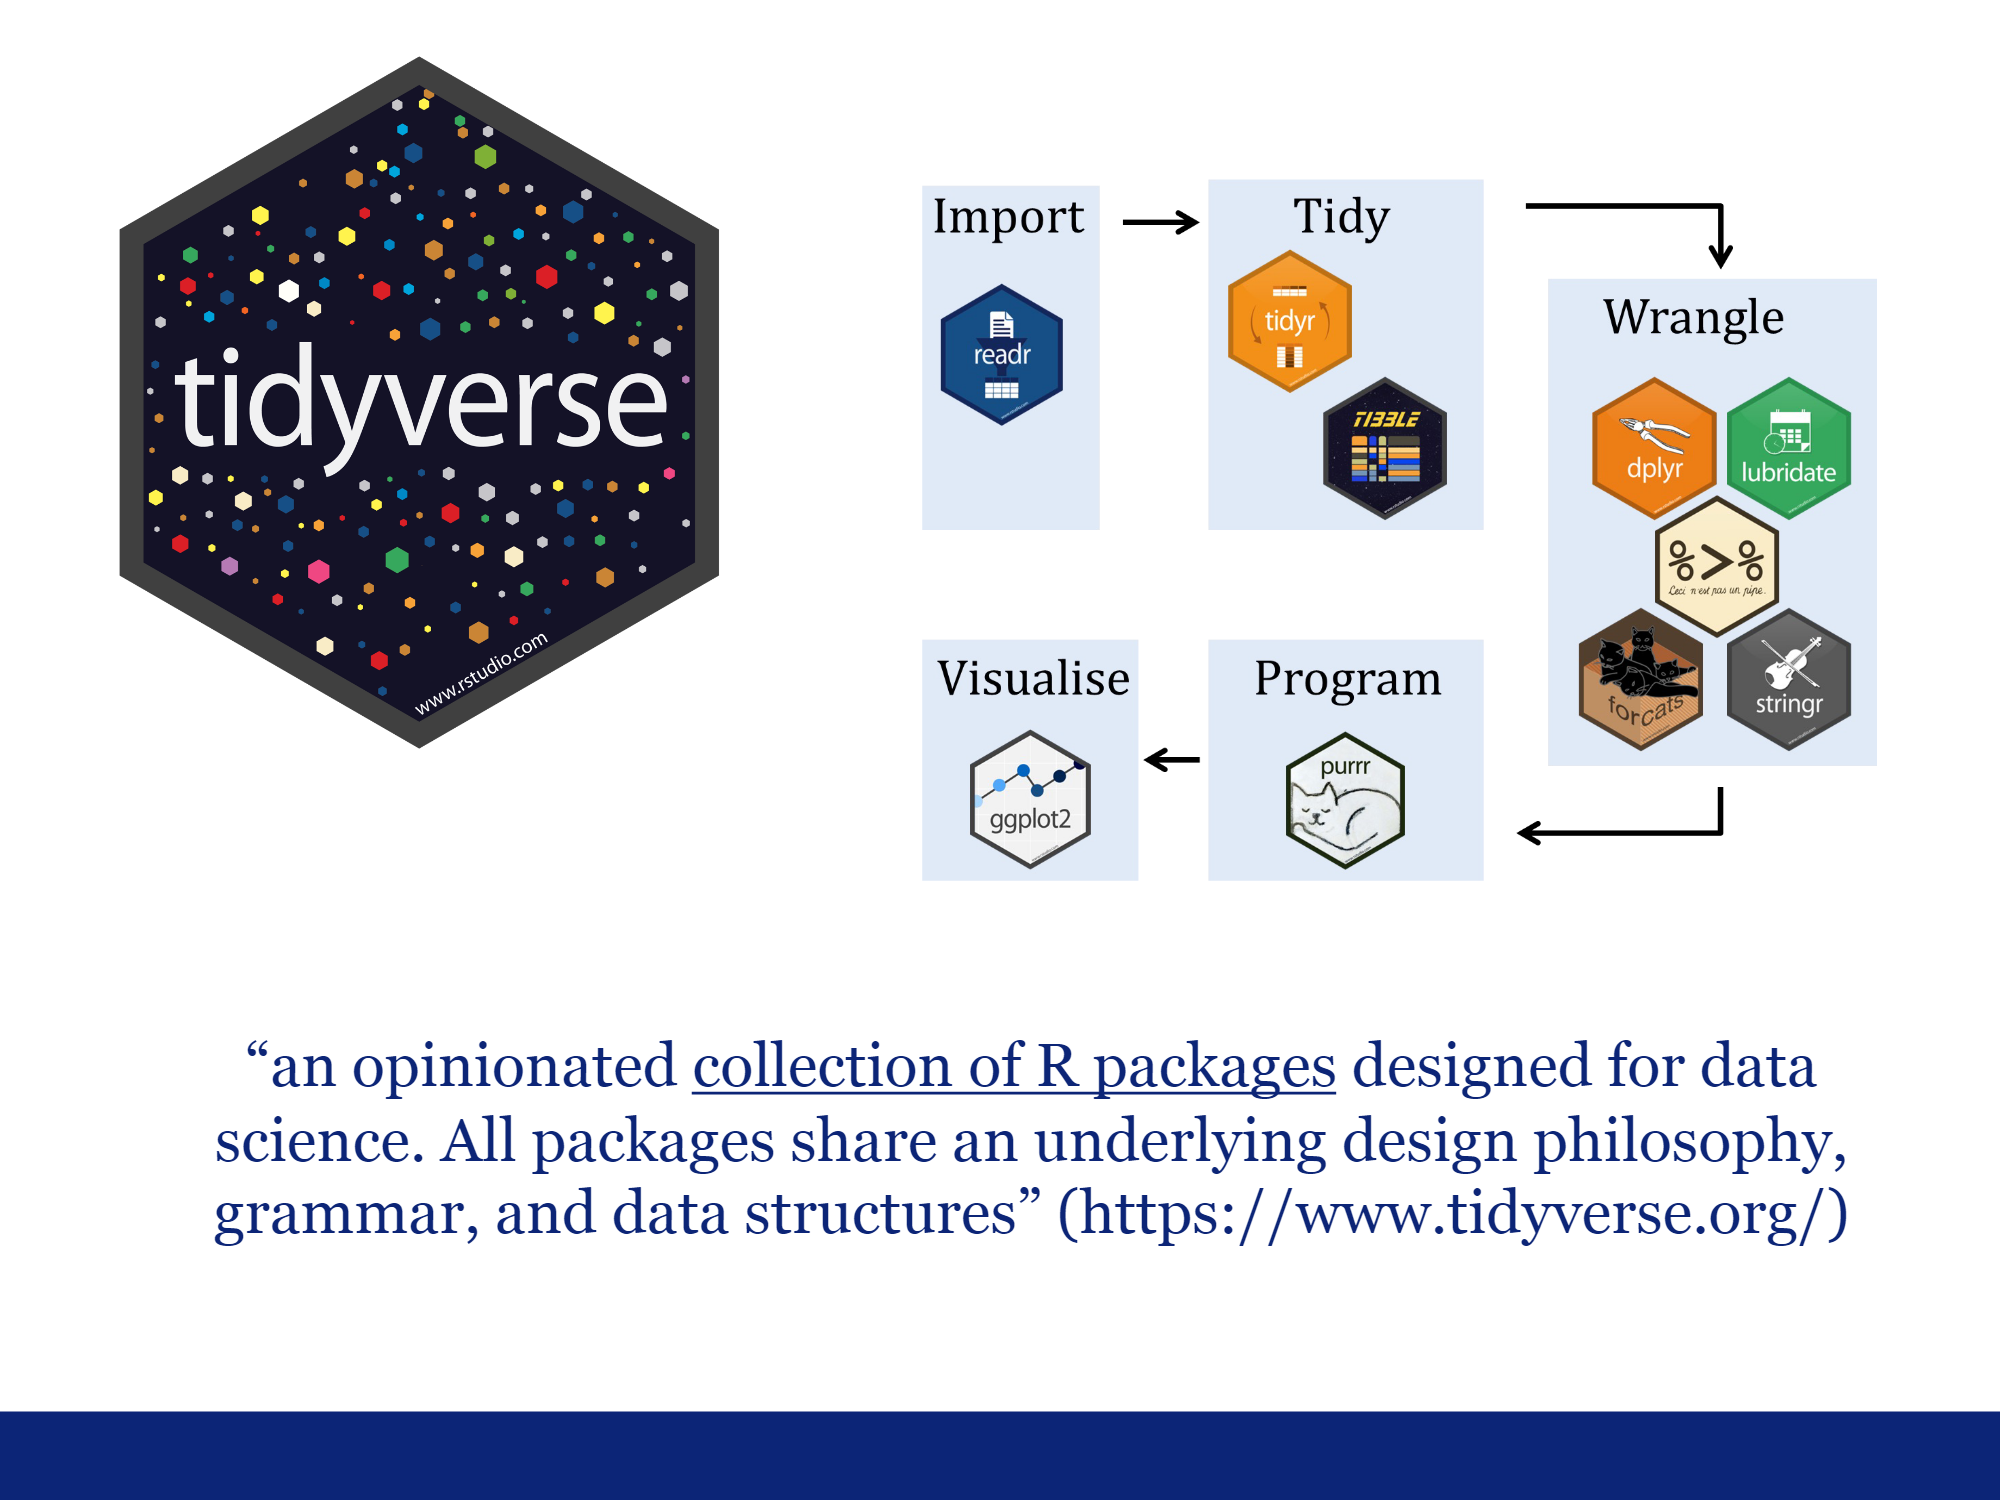 tidyverse
www.rstudio.com
Import
readr
Tidy
tidyr
TIBBLE
Wrangle
dplyr
lubridate
%>%
Ceci n'est pas un pipe.
forcats
stringr
Program
purrr
Visualise
ggplot2
“an opinionated collection of R packages designed for data
science. All packages share an underlying design philosophy,
grammar, and data structures” (https://www.tidyverse.org/)